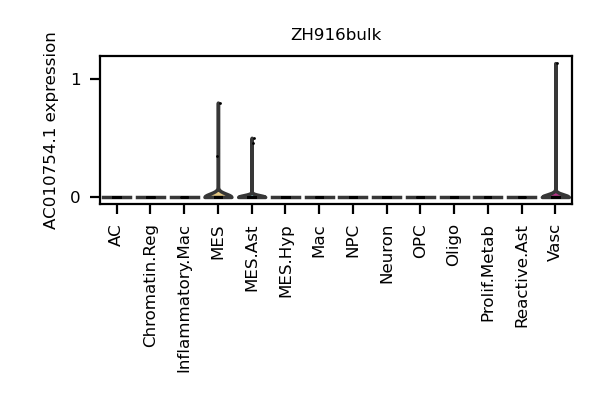 ZH916bulk
AC010754.1 expression
1
0
AC
Chromatin.Reg
Inflammatory.Mac
MES
MES.Ast
MES.Hyp
Mac
NPC
Neuron
OPC
Oligo
Prolif.Metab
Reactive.Ast
Vasc